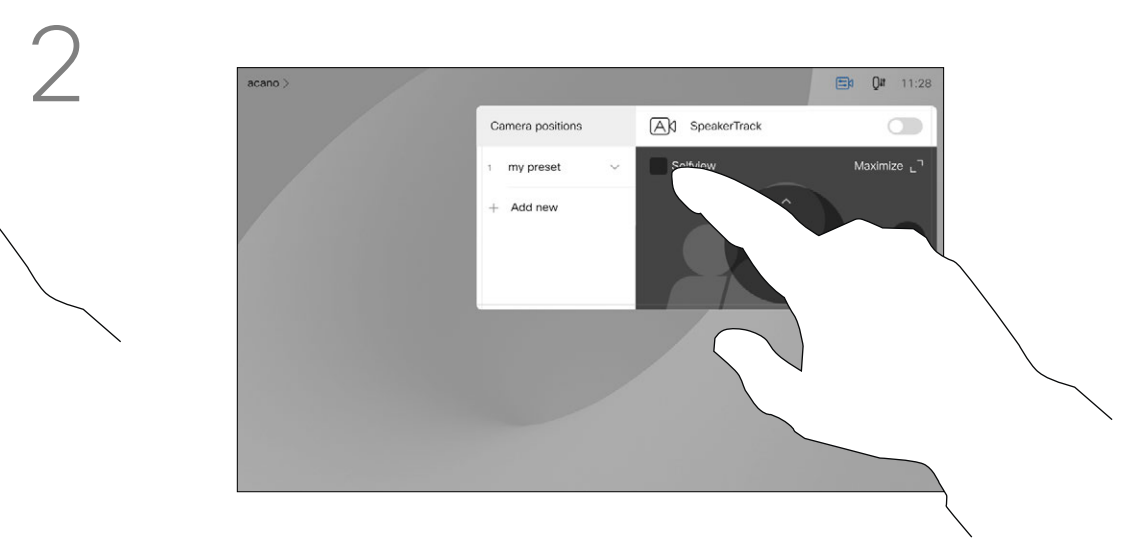 2
acano >
11:28
Camera positions
SpeakerTrack
1 my preset
Selfview
Maximize
+ Add new